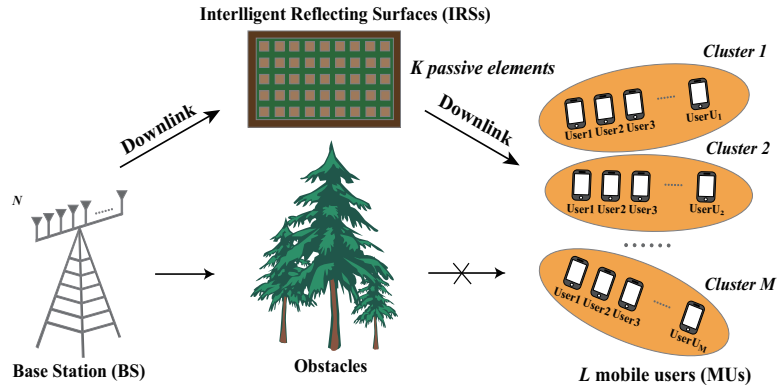 Interlligent Reflecting Surfaces (IRSs)
K passive elements
Downlink
Downlink
Cluster 1
User1 User2 User3 ...... UserU1
Cluster 2
User1 User2 User3 ...... UserU2
......
Cluster M
User1 User2 User3 ...... UserUM
N
......
Base Station (BS)
Obstacles
L mobile users (MUs)